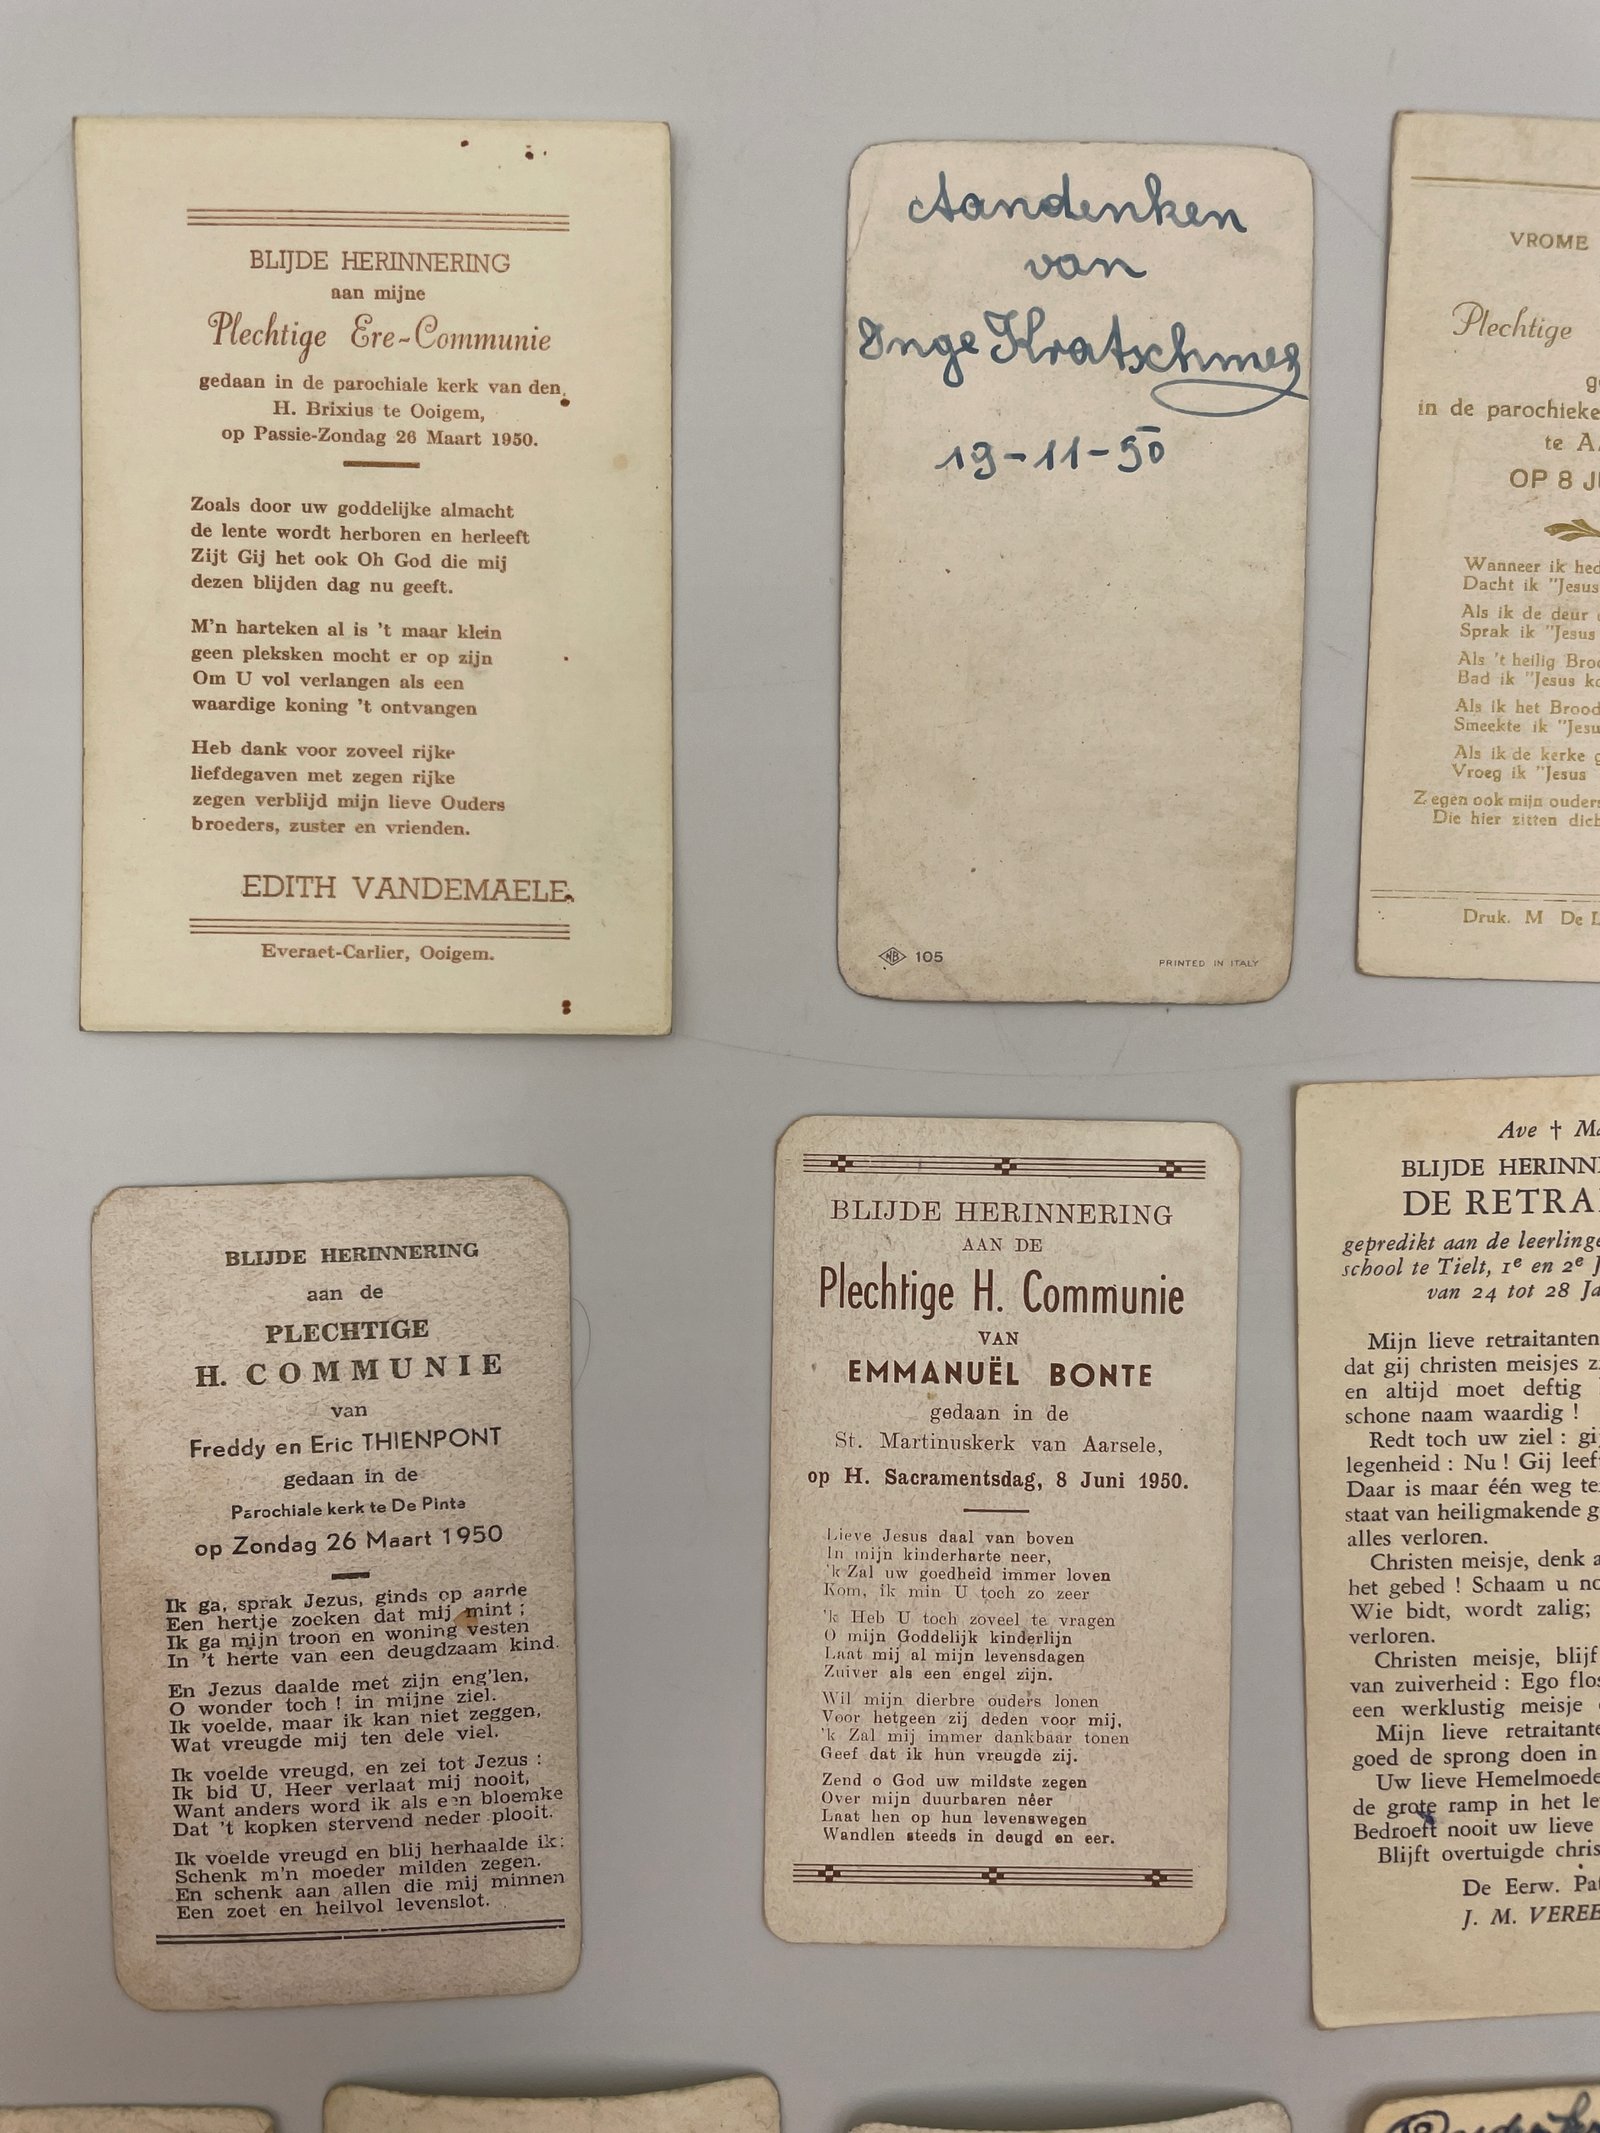 BLIJDE HERINNERING
aan mijne
Plechtige Ere-Communie
gedaan in de parochiale kerk van den
H. Brixius te Ooigem,
op Passie-Zondag 26 Maart 1950.
Zoals door uw goddelijke almacht
de lente wordt herboren en herleeft
Zijt Gij het ook Oh God die mij
dezen blijden dag nu geeft.
M'n harteken al is 't maar klein
geen pleksken mocht er op zijn
Om U vol verlangen als een
waardige koning 't ontvangen
Heb dank voor zoveel rijke
liefdegaven met zegen rijke
zegen verblijd mijn lieve Ouders
broeders, zuster en vrienden.
EDITH VANDEMAELE
Everaet-Carlier, Ooigem.
Aandenken
van
Inge Kratschmer
19-11-50
NB 105
PRINTED IN ITALY
VROME
Plechtige
in de parochieke
te
OP 8
Wanneer ik
Dacht ik "Jesus
Als ik de deur
Sprak ik "Jesus
Als 't heilig
Bad ik "Jesus
Als ik het Brood
Smeekte ik
Als ik de kerke
Vroeg ik "Jesus
Zegen ook mijn ouders
Die hier zitten
Druk. M De
BLIJDE HERINNERING
aan de
PLECHTIGE
H. COMMUNIE
van
Freddy en Eric THIENPONT
gedaan in de
Parochiale kerk te De Pinte
op Zondag 26 Maart 1950
Ik ga, sprak Jezus, ginds op aarde
Een hertje zoeken dat mij mint ;
Ik ga mijn troon en woning vesten
In 't herte van een deugdzaam kind.
En Jezus daalde met zijn eng'len,
O wonder toch ! in mijne ziel.
Ik voelde, maar ik kan niet zeggen,
Wat vreugde mij ten dele viel.
Ik voelde vreugd, en zei tot Jezus :
Ik bid U, Heer verlaat mij nooit,
Want anders word ik als een bloemke
Dat 't kopken stervend neder plooit.
Ik voelde vreugd en blij herhaalde ik:
Schenk m'n moeder milden zegen.
En schenk aan allen die mij minnen
Een zoet en heilvol levenslot.
BLIJDE HERINNERING
AAN DE
Plechtige H. Communie
VAN
EMMANUËL BONTE
gedaan in de
St. Martinuskerk van Aarsele,
op H. Sacramentsdag, 8 Juni 1950.
Lieve Jesus daal van boven
In mijn kinderharte neer,
'k Zal uw goedheid immer loven
Kom, ik min U toch zo zeer
'k Heb U toch zoveel te vragen
O mijn Goddelijk kinderlijn
Laat mij al mijn levensdagen
Zuiver als een engel zijn.
Wil mijn dierbre ouders lonen
Voor hetgeen zij deden voor mij,
'k Zal mij immer dankbaar tonen
Geef dat ik hun vreugde zij.
Zend o God uw mildste zegen
Over mijn duurbaren nêer
Laat hen op hun levenswegen
Wandlen steeds in deugd en eer.
Ave †
BLIJDE
DE
gepredikt aan de
school te Tielt, 1e en 2e
van 24 tot 28
Mijn lieve retraitanten
dat gij christen meisjes
en altijd moet deftig
schone naam waardig !
Redt toch uw ziel :
legenheid : Nu ! Gij
Daar is maar één weg
staat van heiligmakende
alles verloren.
Christen meisje, denk
het gebed ! Schaam u
Wie bidt, wordt zalig;
verloren.
Christen meisje, blijf
van zuiverheid : Ego
een werklustig meisje
Mijn lieve
goed de sprong doen in
Uw lieve
de grote ramp in het
Bedroeft nooit uw lieve
Blijft overtuigde
De Eerw.
J. M.